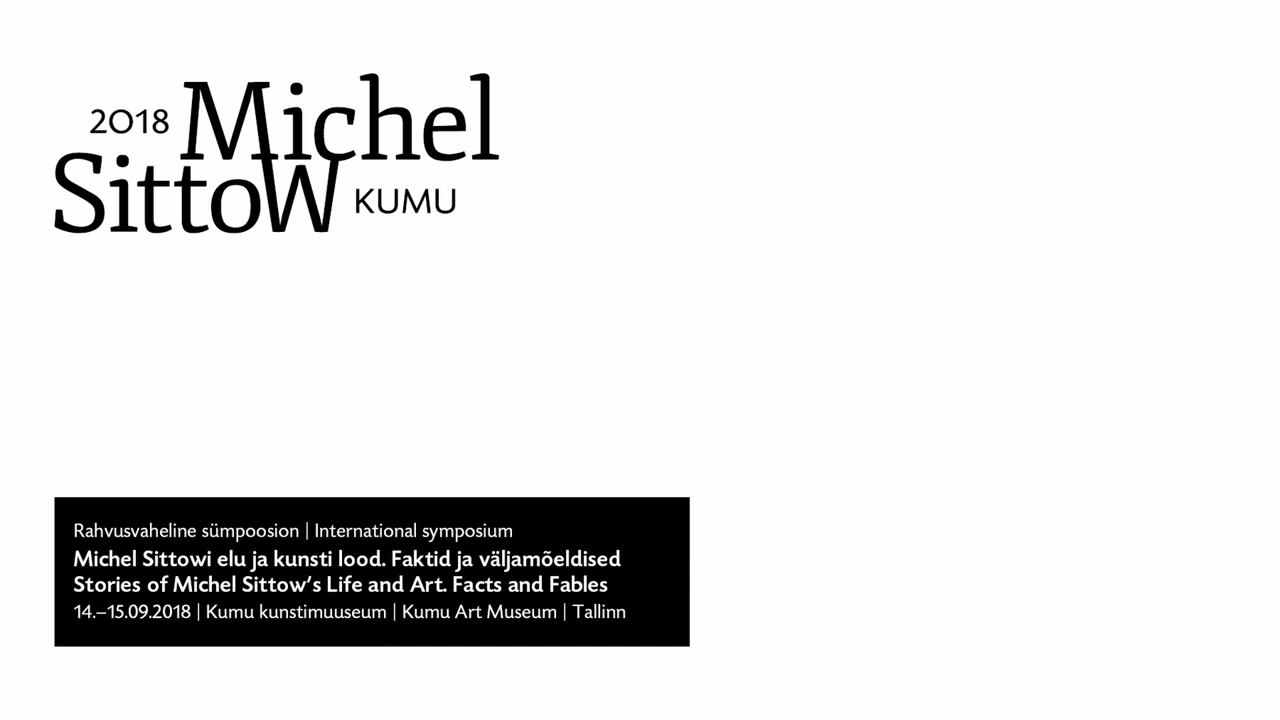 2018 Michel
SittoW KUMU
Rahvusvaheline sümpoosion | International symposium
Michel Sittowi elu ja kunsti lood. Faktid ja väljamõeldised
Stories of Michel Sittow's Life and Art. Facts and Fables
14.–15.09.2018 | Kumu kunstimuuseum | Kumu Art Museum | Tallinn